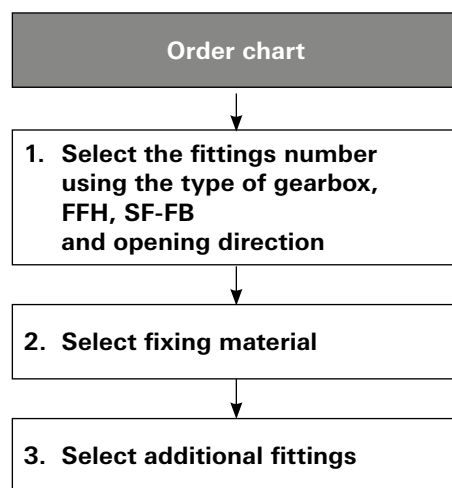 Order chart
1. Select the fittings number
using the type of gearbox,
FFH, SF-FB
and opening direction
2. Select fixing material
3. Select additional fittings